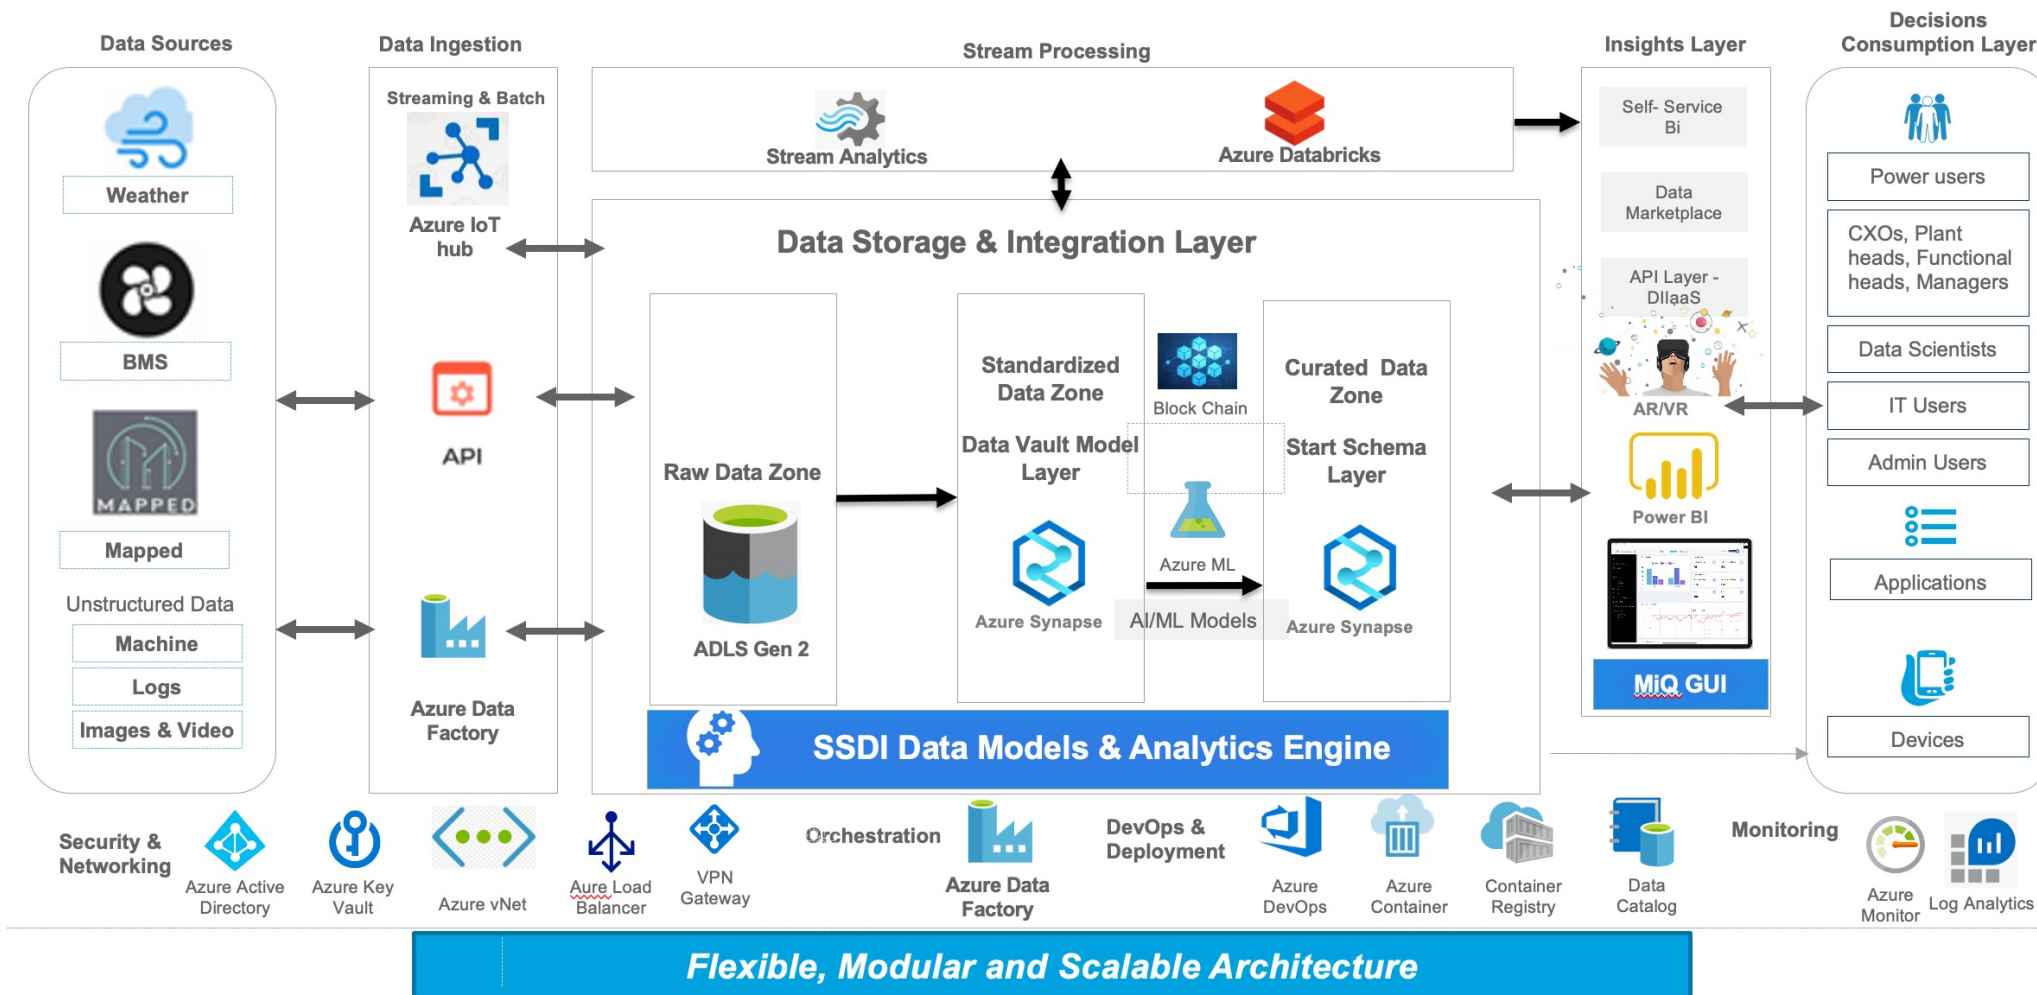 Data Sources
Weather
BMS
MAPPED
Mapped
Unstructured Data
Machine
Logs
Images & Video
Data Ingestion
Streaming & Batch
Azure IoT
hub
API
Azure Data
Factory
Stream Processing
Stream Analytics
Azure Databricks
Data Storage & Integration Layer
Raw Data Zone
ADLS Gen 2
Standardized
Data Zone
Data Vault Model
Layer
Azure Synapse
Block Chain
Azure ML
AI/ML Models
Curated Data
Zone
Start Schema
Layer
Azure Synapse
SSDI Data Models & Analytics Engine
Insights Layer
Self- Service
Bi
Data
Marketplace
API Layer -
DIIaaS
AR/VR
Power BI
MiQ GUI
Decisions
Consumption Layer
Power users
CXOs, Plant
heads, Functional
heads, Managers
Data Scientists
IT Users
Admin Users
Applications
Devices
Security &
Networking
Azure Active
Directory
Azure Key
Vault
Azure vNet
Aure Load
Balancer
VPN
Gateway
Orchestration
Azure Data
Factory
DevOps &
Deployment
Azure
DevOps
Azure
Container
Container
Registry
Data
Catalog
Monitoring
Azure
Monitor
Log Analytics
Flexible, Modular and Scalable Architecture